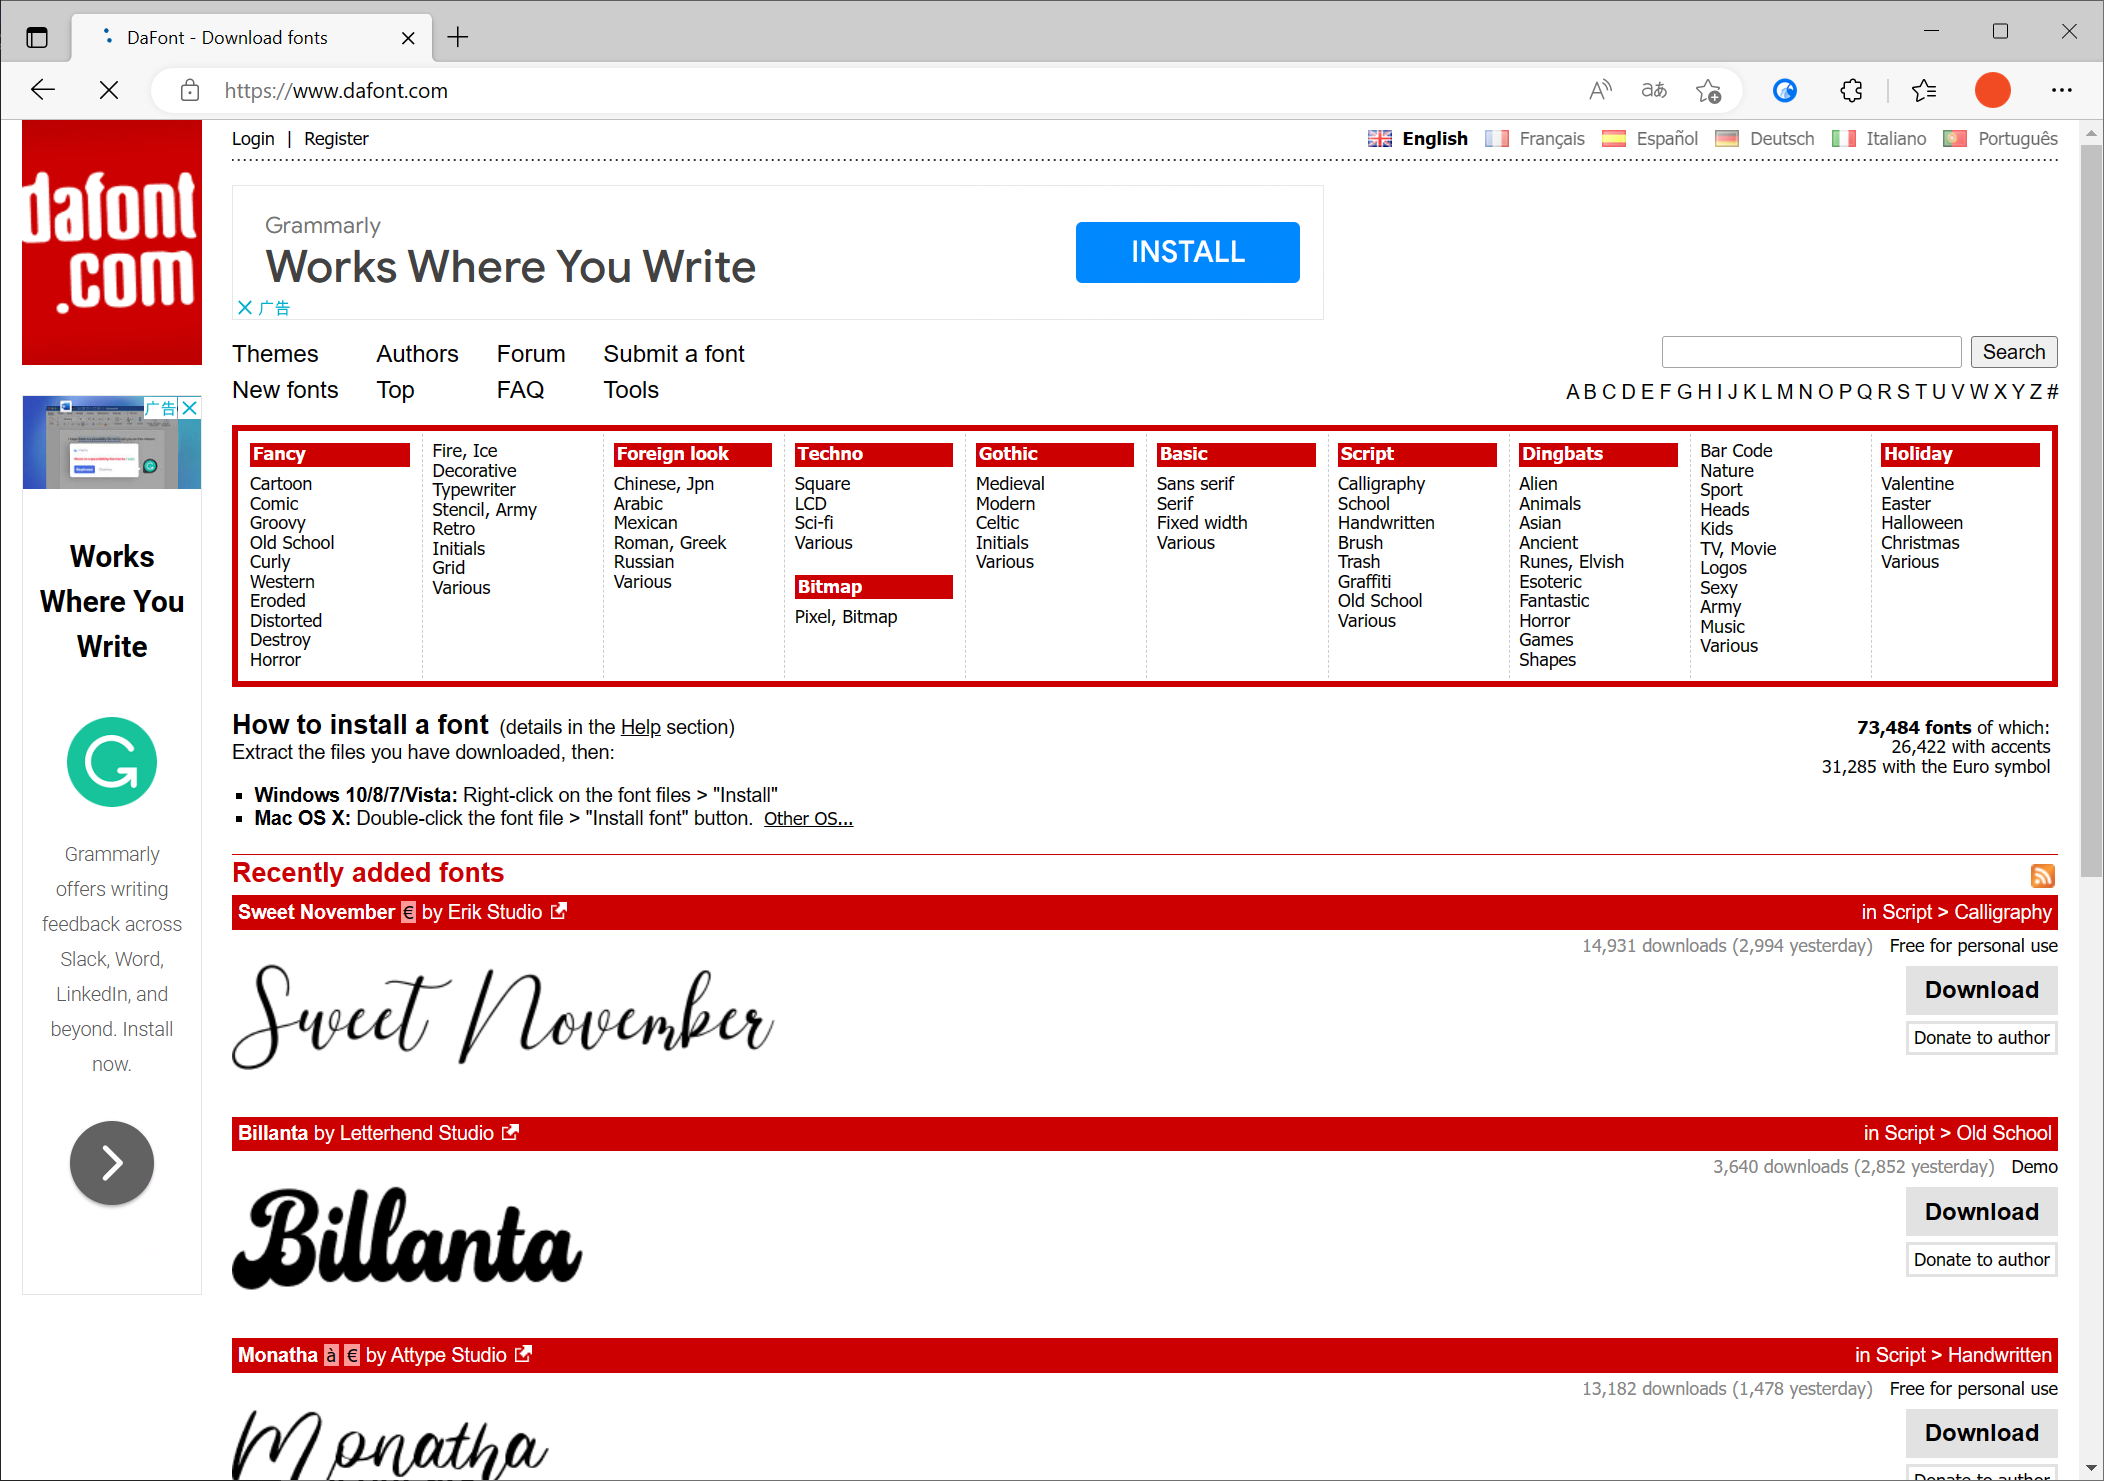 DaFont - Download fonts
https://www.dafont.com
dafont
.com
Login | Register
English Français Español Deutsch Italiano Português
Grammarly
Works Where You Write
INSTALL
广告
Themes Authors Forum Submit a font
New fonts Top FAQ Tools
Search
A B C D E F G H I J K L M N O P Q R S T U V W X Y Z #
Fancy
Cartoon
Comic
Groovy
Old School
Curly
Western
Eroded
Distorted
Destroy
Horror
Fire, Ice
Decorative
Typewriter
Stencil, Army
Retro
Initials
Grid
Various
Foreign look
Chinese, Jpn
Arabic
Mexican
Roman, Greek
Russian
Various
Techno
Square
LCD
Sci-fi
Various
Bitmap
Pixel, Bitmap
Gothic
Medieval
Modern
Celtic
Initials
Various
Basic
Sans serif
Serif
Fixed width
Various
Script
Calligraphy
School
Handwritten
Brush
Trash
Graffiti
Old School
Various
Dingbats
Alien
Animals
Asian
Ancient
Runes, Elvish
Esoteric
Fantastic
Horror
Games
Shapes
Bar Code
Nature
Sport
Heads
Kids
TV, Movie
Logos
Sexy
Army
Music
Various
Holiday
Valentine
Easter
Halloween
Christmas
Various
广告
Works
Where You
Write
Grammarly
offers writing
feedback across
Slack, Word,
LinkedIn, and
beyond. Install
now.
How to install a font (details in the Help section)
Extract the files you have downloaded, then:
Windows 10/8/7/Vista: Right-click on the font files > "Install"
Mac OS X: Double-click the font file > "Install font" button. Other OS...
73,484 fonts of which:
26,422 with accents
31,285 with the Euro symbol
Recently added fonts
Sweet November € by Erik Studio in Script > Calligraphy
14,931 downloads (2,994 yesterday) Free for personal use
Sweet November
Download
Donate to author
Billanta by Letterhend Studio in Script > Old School
3,640 downloads (2,852 yesterday) Demo
Billanta
Download
Donate to author
Monatha à € by Attype Studio in Script > Handwritten
13,182 downloads (1,478 yesterday) Free for personal use
Monatha
Download
Donate to author